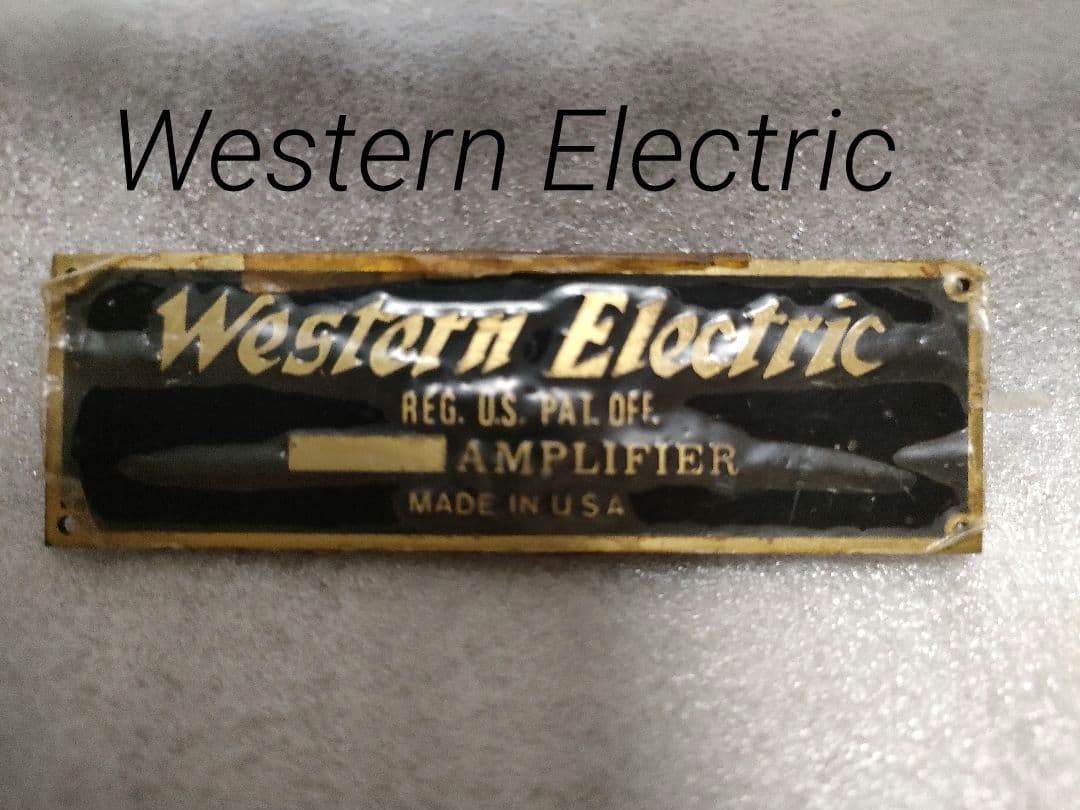 Western Electric
Western Electric
REG. U.S. PAT. OFF.
AMPLIFIER
MADE IN U S A